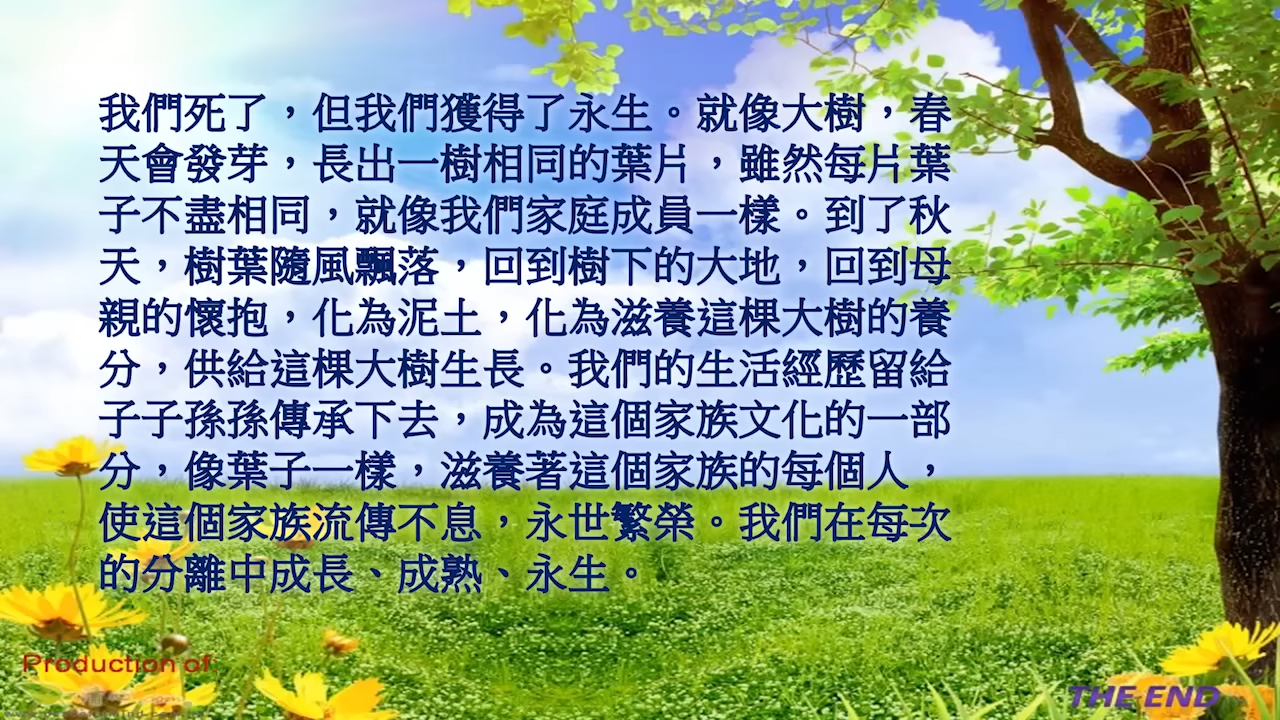 我們死了，但我們獲得了永生。就像大樹，春
天會發芽，長出一樹相同的葉片，雖然每片葉
子不盡相同，就像我們家庭成員一樣。到了秋
天，樹葉隨風飄落，回到樹下的大地，回到母
親的懷抱，化為泥土，化為滋養這棵大樹的養
分，供給這棵大樹生長。我們的生活經歷留給
子子孫孫傳承下去，成為這個家族文化的一部
分，像葉子一樣，滋養著這個家族的每個人，
使這個家族流傳不息，永世繁榮。我們在每次
的分離中成長、成熟、永生。
Production of
THE END